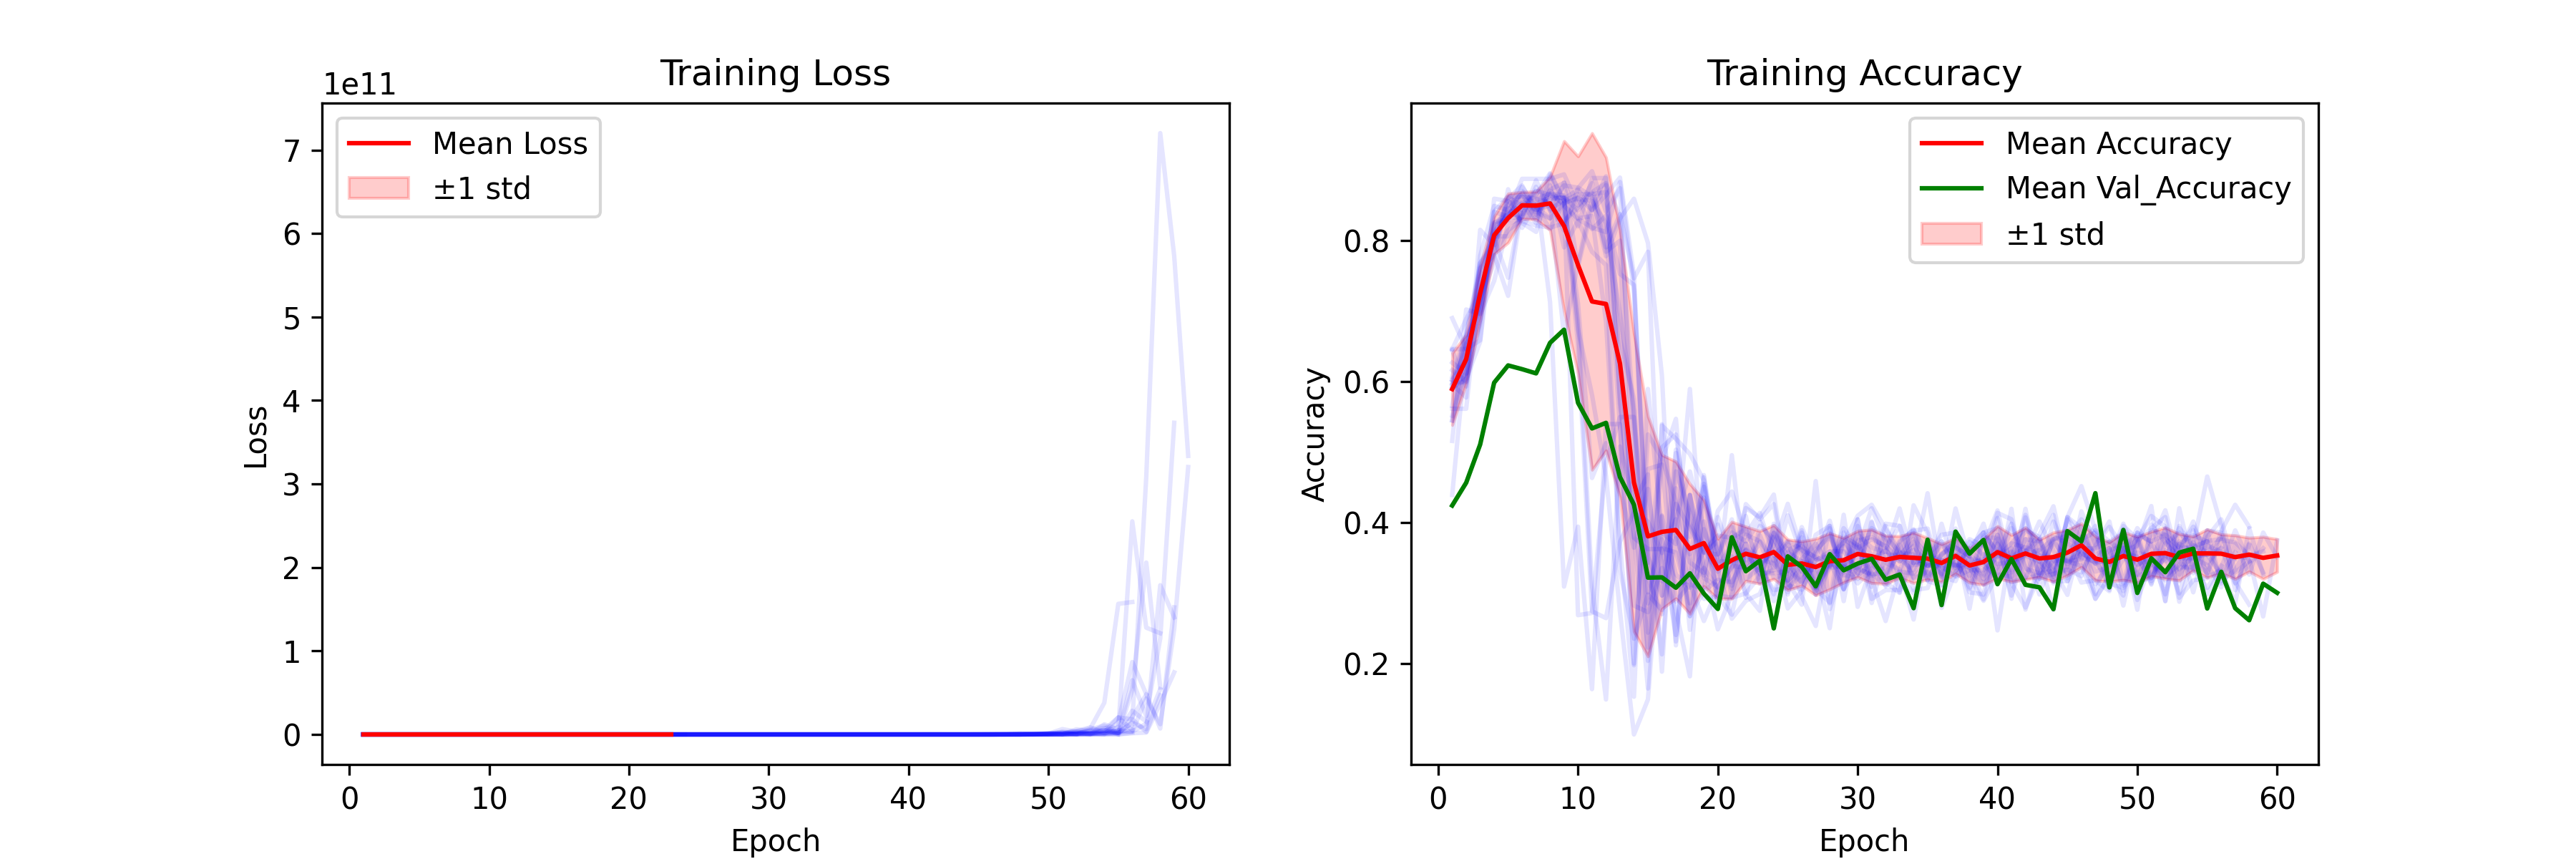 Training Loss
1e11
Mean Loss
±1 std
7
6
5
4
3
2
1
0
Loss
0 10 20 30 40 50 60
Epoch
Training Accuracy
Mean Accuracy
Mean Val_Accuracy
±1 std
0.8
0.6
0.4
0.2
Accuracy
0 10 20 30 40 50 60
Epoch